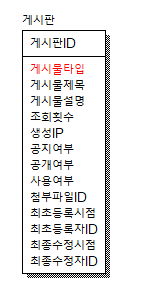 게시판
게시판ID
게시물타입
게시물제목
게시물설명
조회횟수
생성IP
공지여부
공개여부
사용여부
첨부파일ID
최초등록시점
최초등록자ID
최종수정시점
최종수정자ID